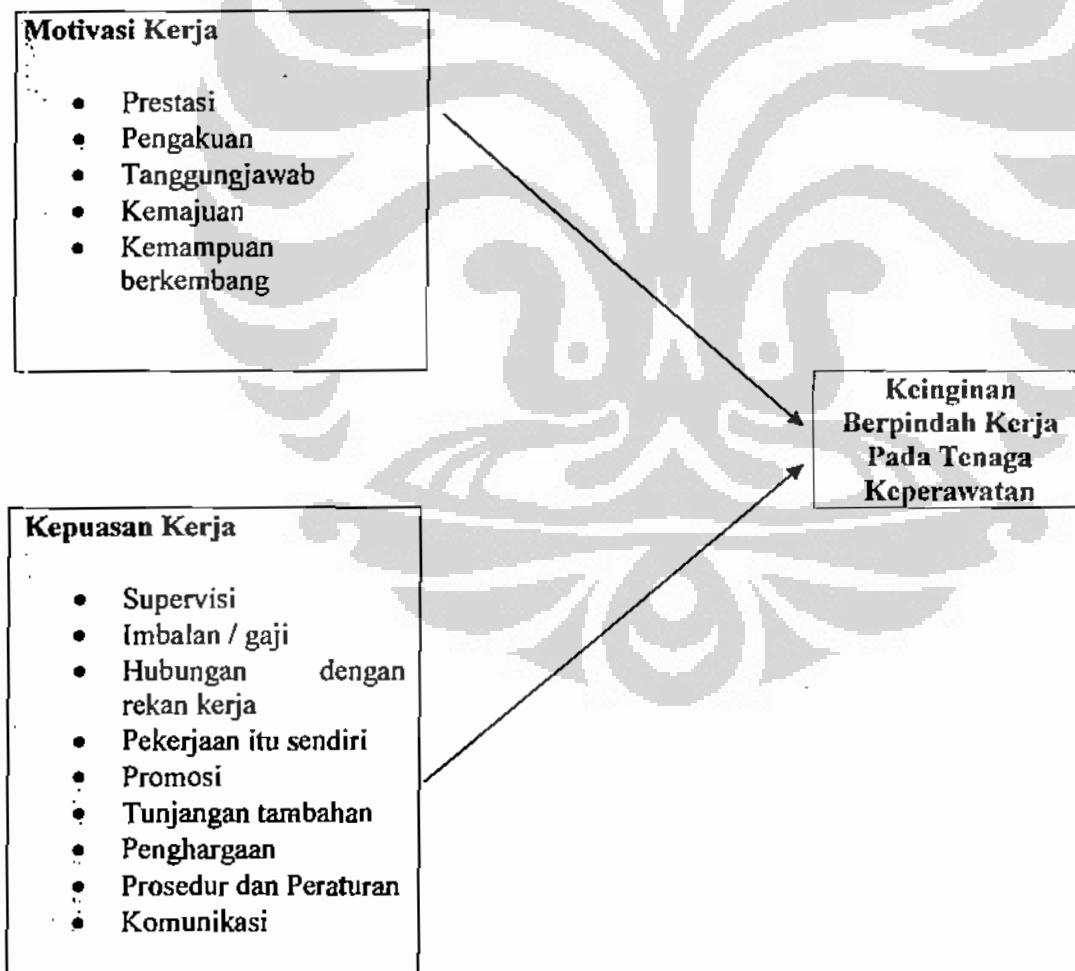 Motivasi Kerja
• Prestasi
• Pengakuan
• Tanggungjawab
• Kemajuan
• Kemampuan
berkembang
Keinginan
Berpindah Kerja
Pada Tenaga
Keperawatan
Kepuasan Kerja
• Supervisi
• Imbalan / gaji
• Hubungan dengan
rekan kerja
• Pekerjaan itu sendiri
• Promosi
• Tunjangan tambahan
• Penghargaan
• Prosedur dan Peraturan
• Komunikasi